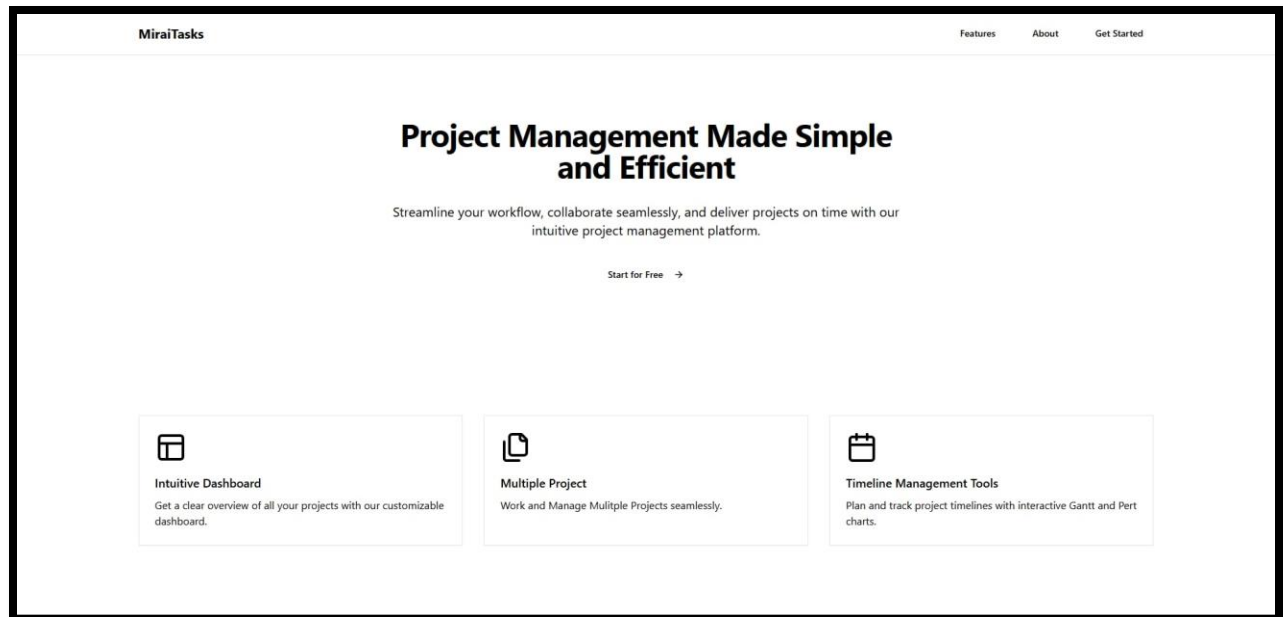 MiraiTasks
Features
About
Get Started
Project Management Made Simple
and Efficient
Streamline your workflow, collaborate seamlessly, and deliver projects on time with our
intuitive project management platform.
Start for Free →
Intuitive Dashboard
Get a clear overview of all your projects with our customizable
dashboard.
Multiple Project
Work and Manage Mulitple Projects seamlessly.
Timeline Management Tools
Plan and track project timelines with interactive Gantt and Pert
charts.